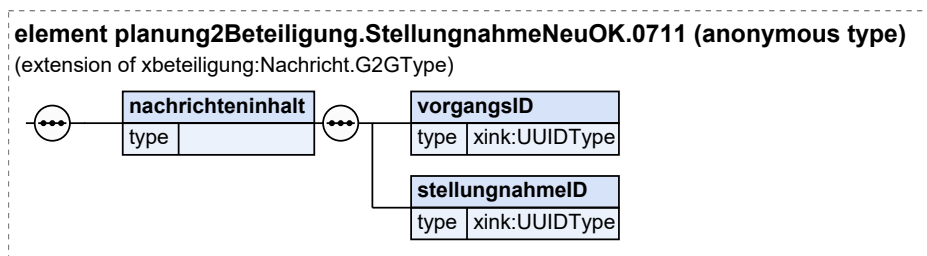 element planung2Beteiligung.StellungnahmeNeuOK.0711 (anonymous type)
(extension of xbeteiligung:Nachricht.G2GType)
nachrichteninhalt
type
vorgangsID
type xink:UUIDType
stellungnahmeID
type xink:UUIDType